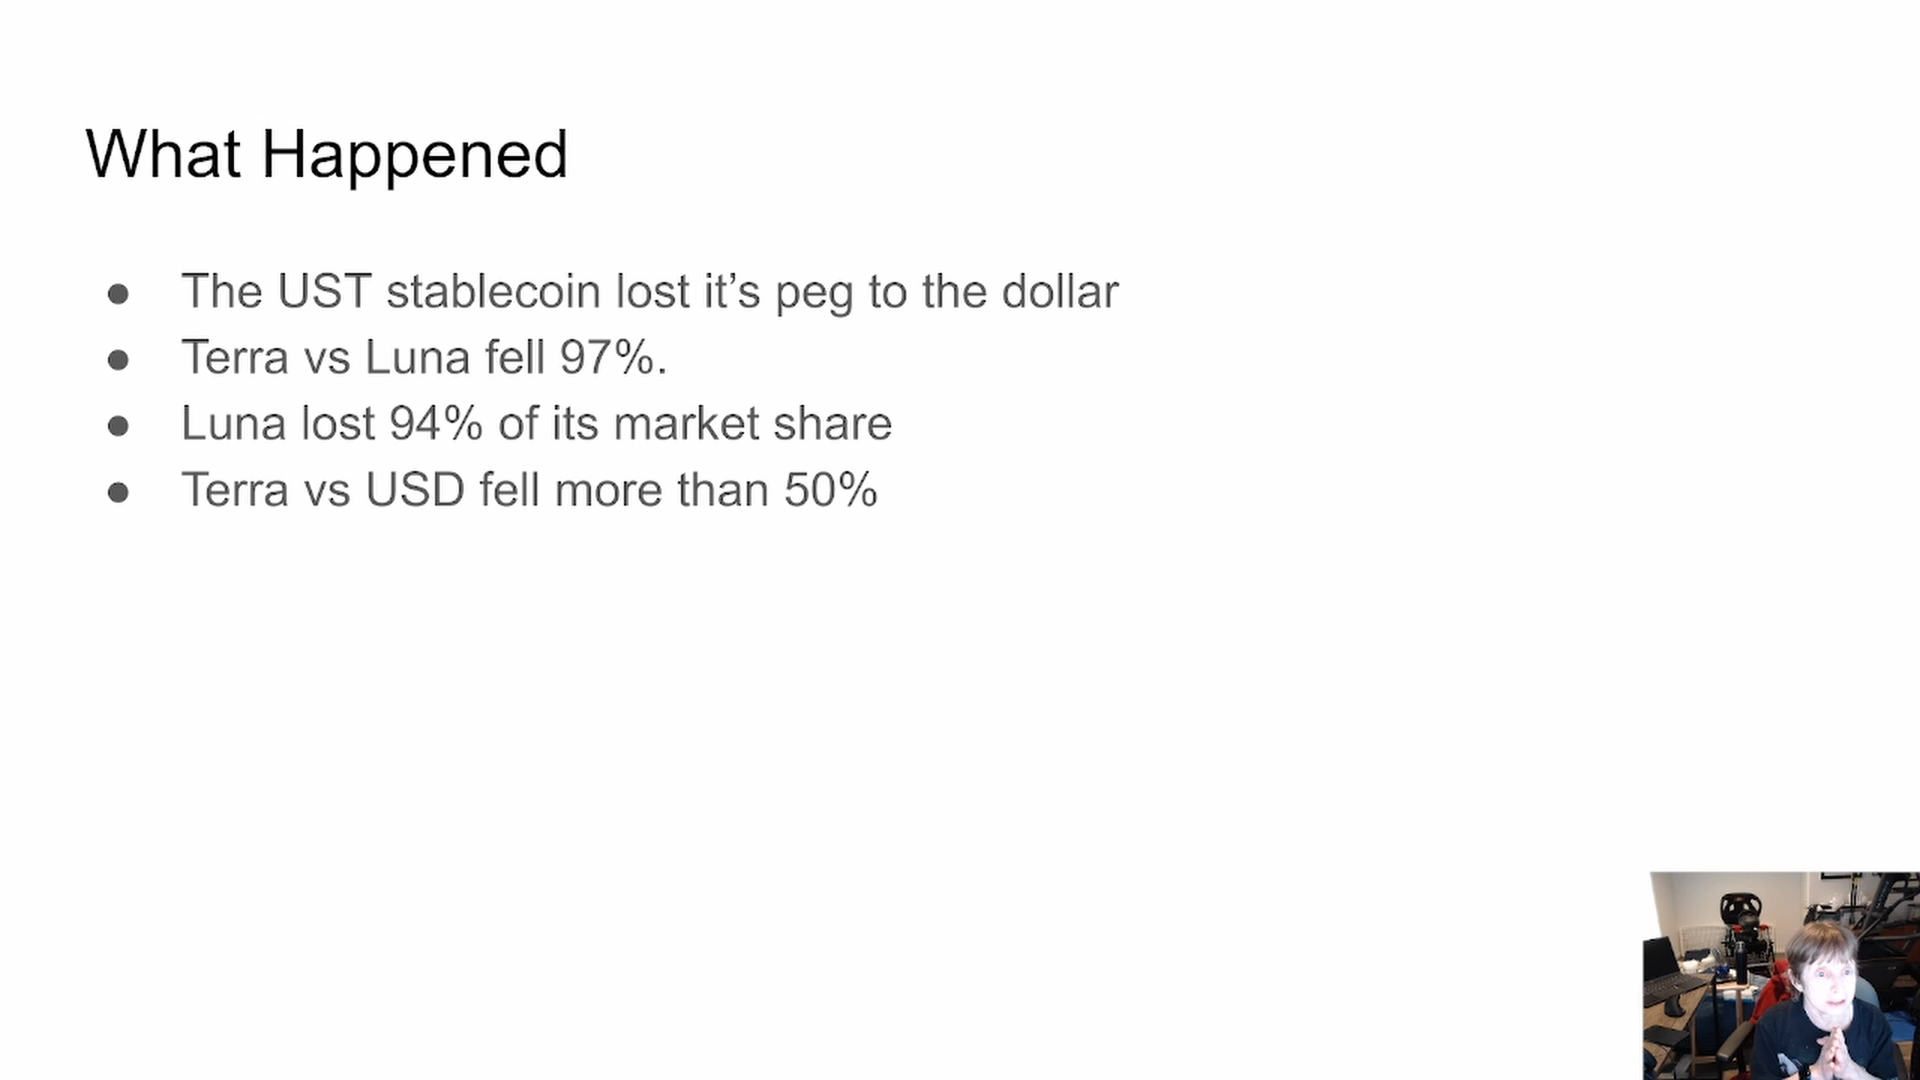 What Happened
● The UST stablecoin lost it’s peg to the dollar
● Terra vs Luna fell 97%.
● Luna lost 94% of its market share
● Terra vs USD fell more than 50%